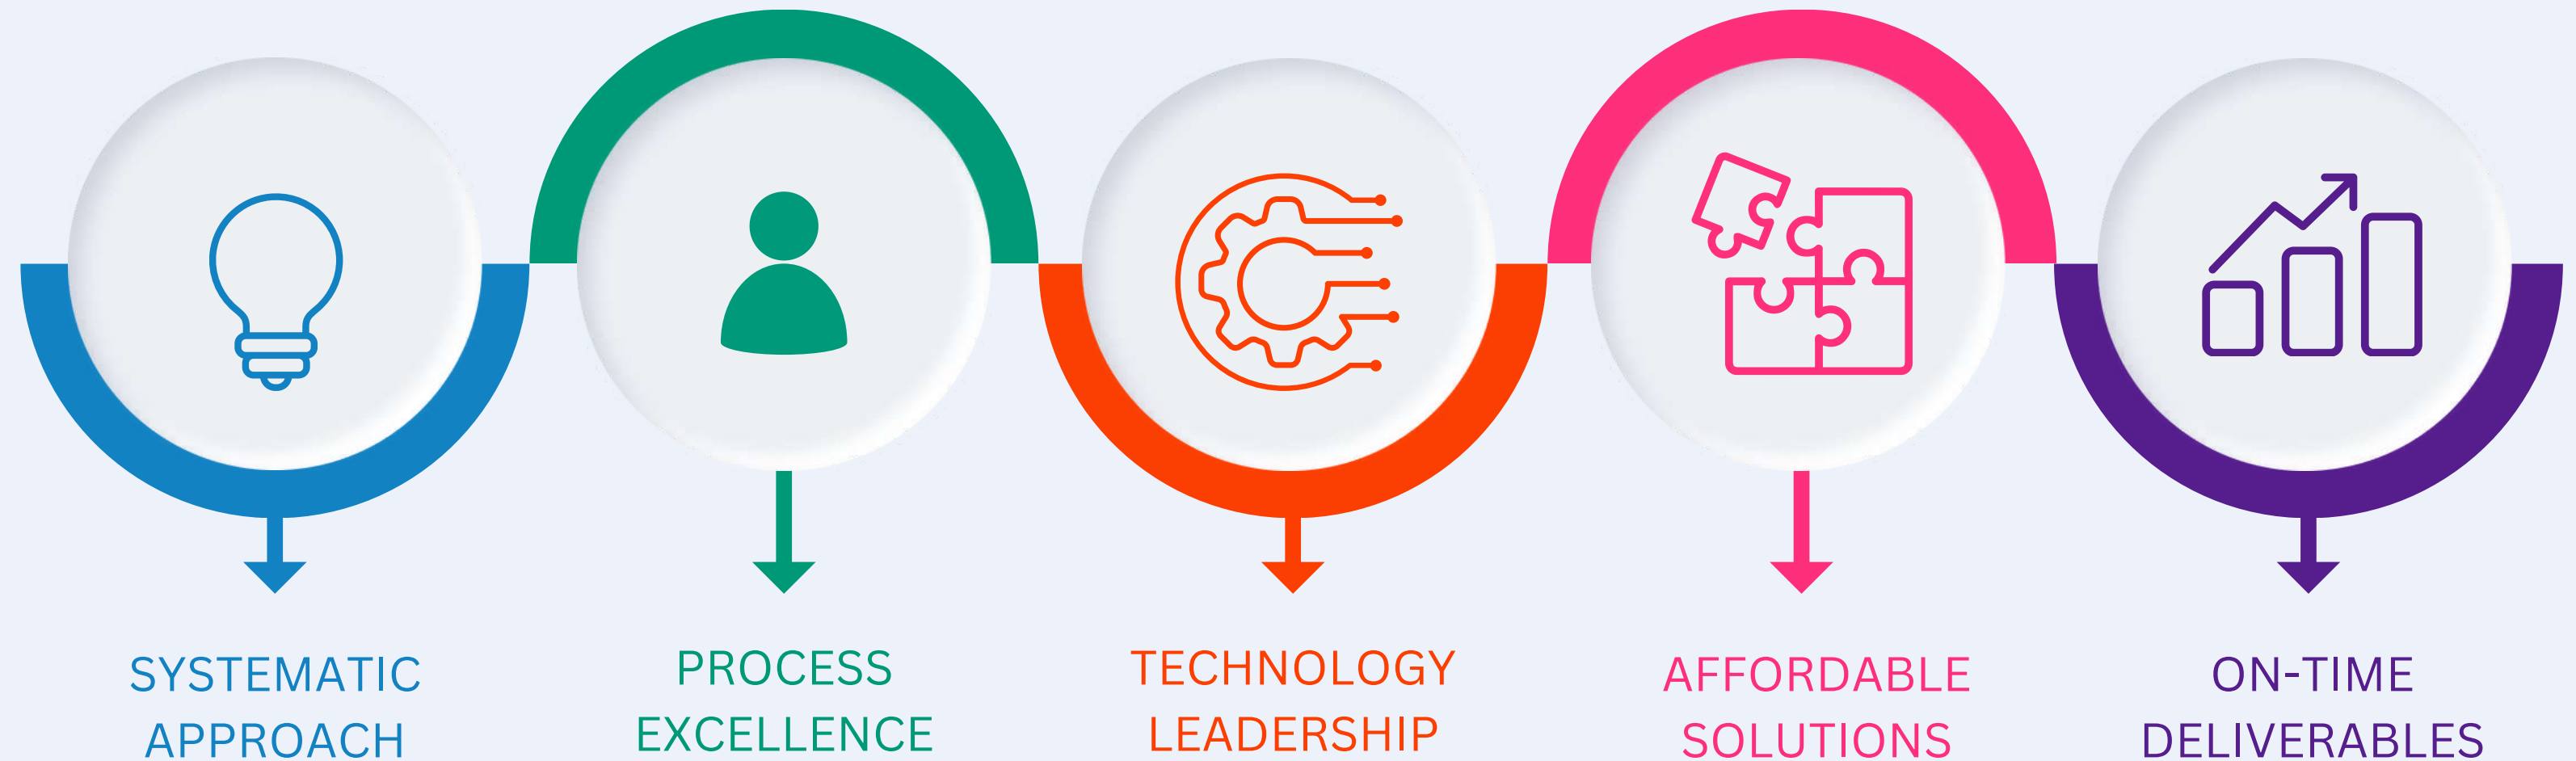 SYSTEMATIC
APPROACH
PROCESS
EXCELLENCE
TECHNOLOGY
LEADERSHIP
AFFORDABLE
SOLUTIONS
ON-TIME
DELIVERABLES